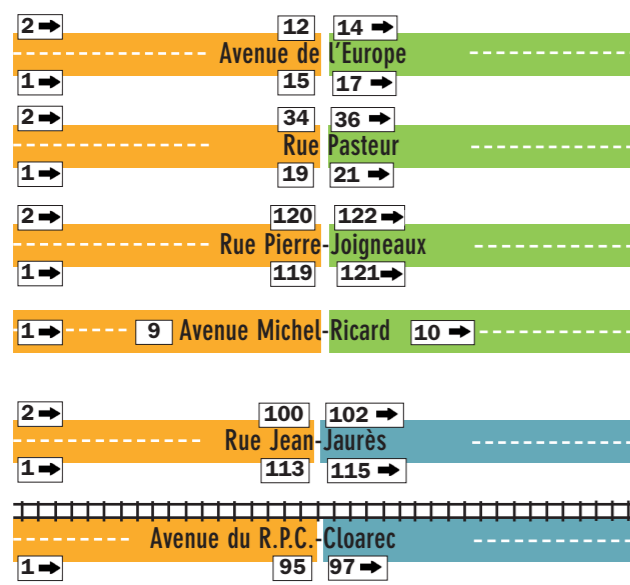 2➡ 12 14➡
Avenue de l'Europe
1➡ 15 17➡
2➡ 34 36➡
Rue Pasteur
1➡ 19 21➡
2➡ 120 122➡
Rue Pierre-Joigneaux
1➡ 119 121➡
1➡ 9 Avenue Michel-Ricard 10➡
2➡ 100 102➡
Rue Jean-Jaurès
1➡ 113 115➡
Avenue du R.P.C.-Cloarec
1➡ 95 97➡